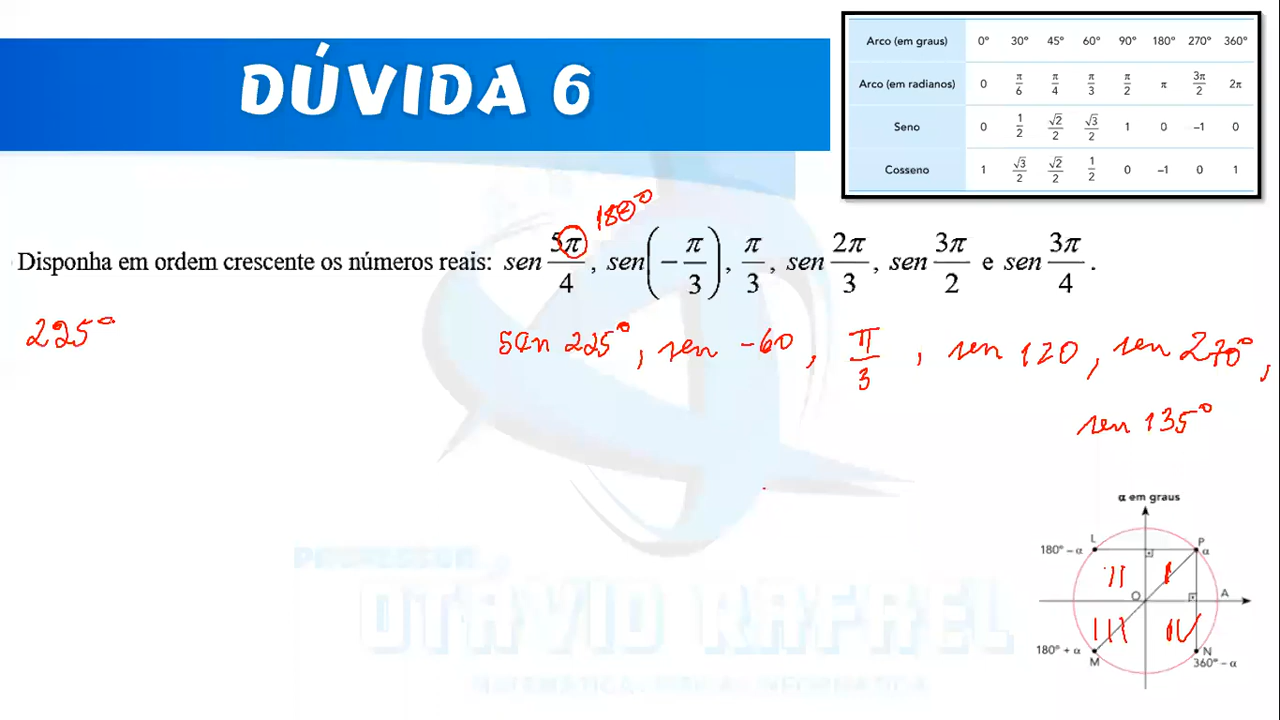 DÚVIDA 6
Arco (em graus) 0° 30° 45° 60° 90° 180° 270° 360°
Arco (em radianos) 0 π/6 π/4 π/3 π/2 π 3π/2 2π
Seno 0 1/2 √2/2 √3/2 1 0 –1 0
Cosseno 1 √3/2 √2/2 1/2 0 –1 0 1
180°
Disponha em ordem crescente os números reais: sen 5π/4, sen(−π/3), π/3, sen 2π/3, sen 3π/2 e sen 3π/4.
225°
sen 225°, sen -60, π/3, sen 120, sen 270°,
sen 135°
α em graus
L P
180° – α α
II I
O A
III IV
180° + α
M N
360° – α
PROFESSOR
OTÁVIO RAFAEL